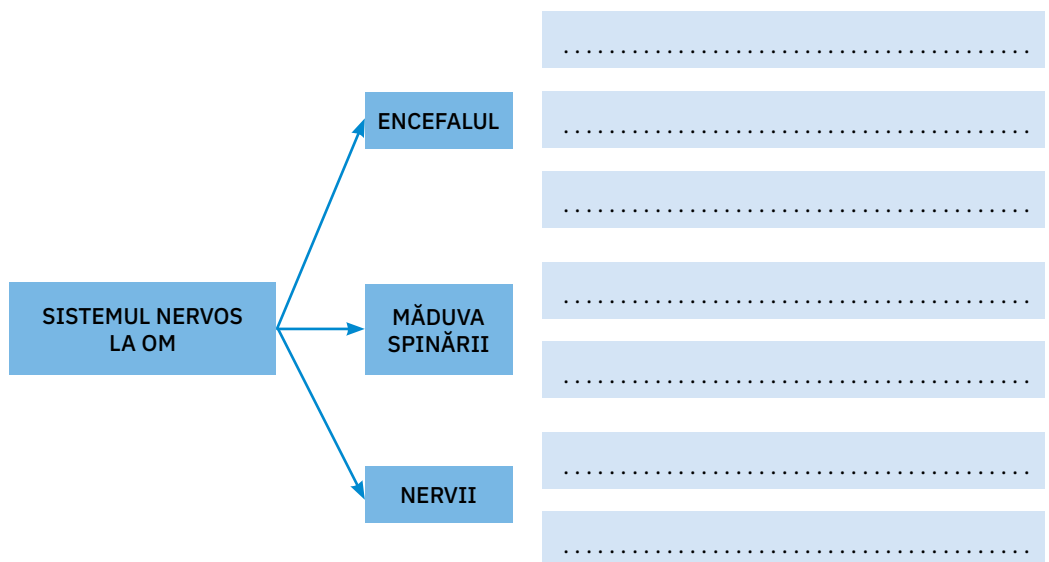 ENCEFALUL
SISTEMUL NERVOS
LA OM
MĂDUVA
SPINĂRII
NERVII